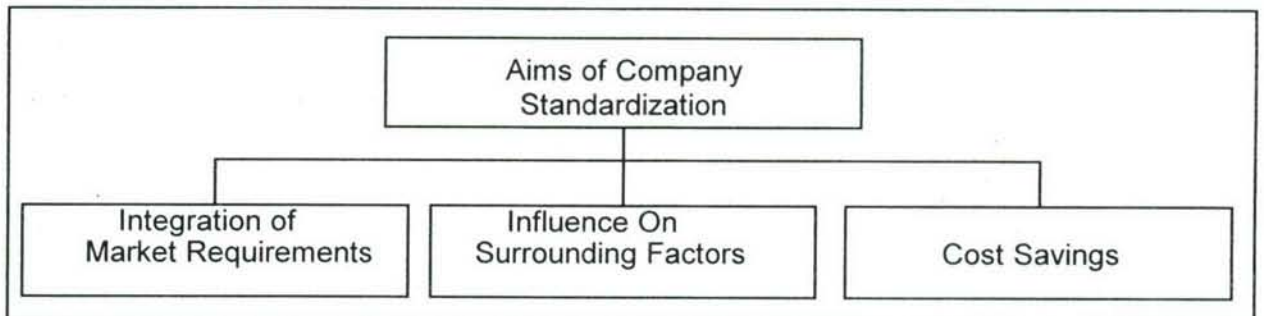 Aims of Company
Standardization
Integration of
Market Requirements
Influence On
Surrounding Factors
Cost Savings